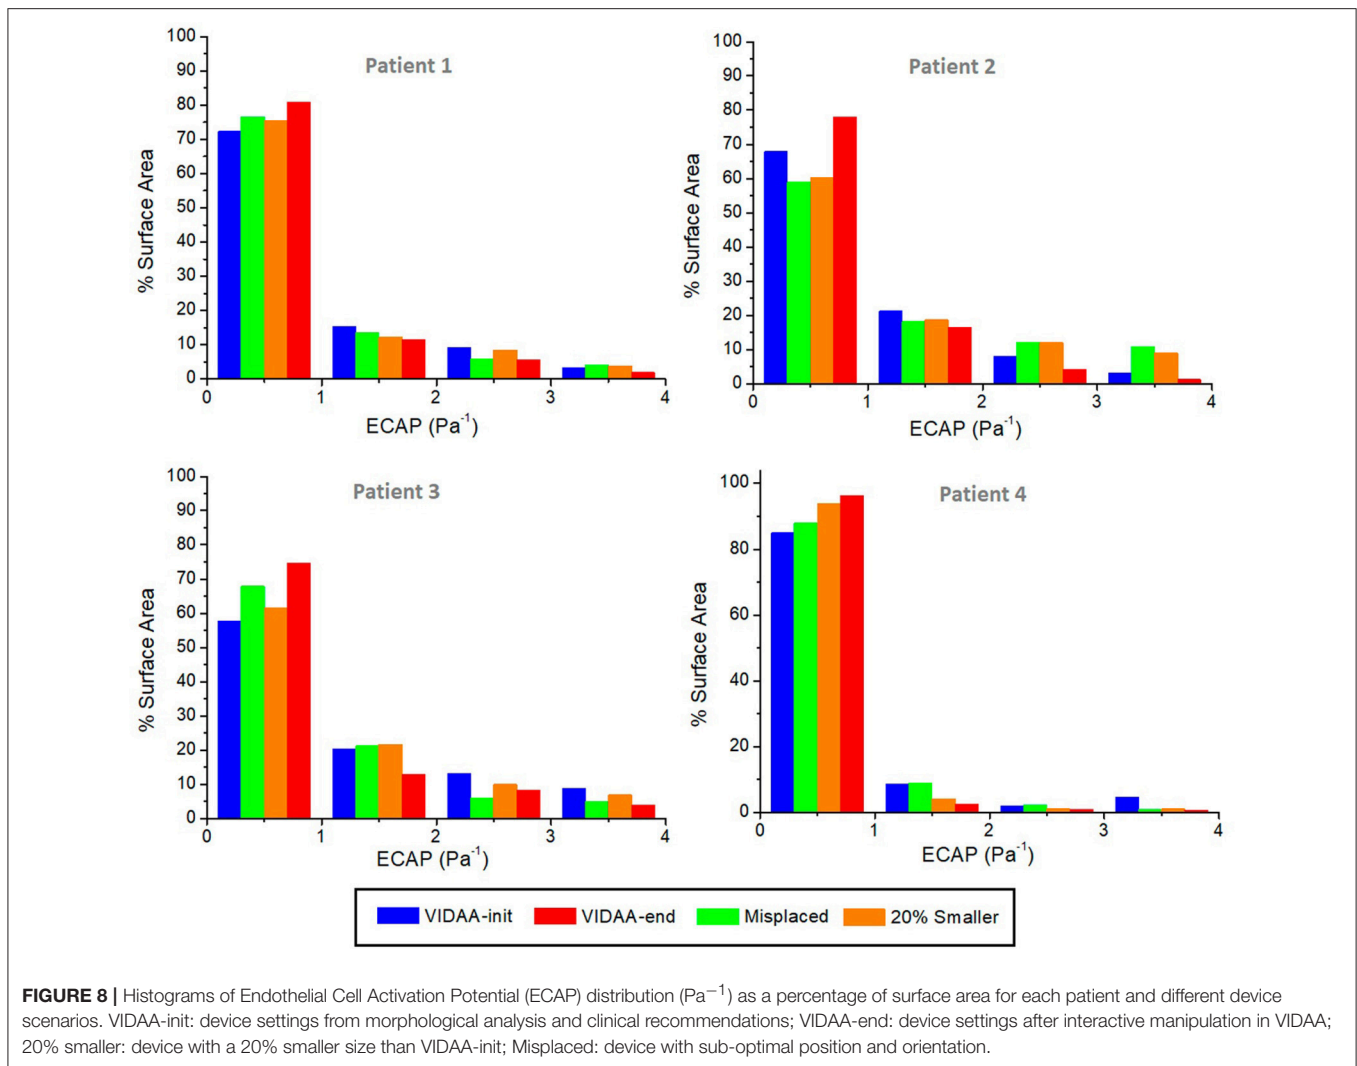 Patient 1
% Surface Area
100
90
80
70
60
50
40
30
20
10
0
0 1 2 3 4
ECAP (Pa⁻¹)
Patient 2
% Surface Area
100
90
80
70
60
50
40
30
20
10
0
0 1 2 3 4
ECAP (Pa⁻¹)
Patient 3
% Surface Area
100
90
80
70
60
50
40
30
20
10
0
0 1 2 3 4
ECAP (Pa⁻¹)
Patient 4
% Surface Area
100
80
60
40
20
0
0 1 2 3 4
ECAP (Pa⁻¹)
VIDAA-init VIDAA-end Misplaced 20% Smaller
FIGURE 8 | Histograms of Endothelial Cell Activation Potential (ECAP) distribution (Pa−1) as a percentage of surface area for each patient and different device
scenarios. VIDAA-init: device settings from morphological analysis and clinical recommendations; VIDAA-end: device settings after interactive manipulation in VIDAA;
20% smaller: device with a 20% smaller size than VIDAA-init; Misplaced: device with sub-optimal position and orientation.